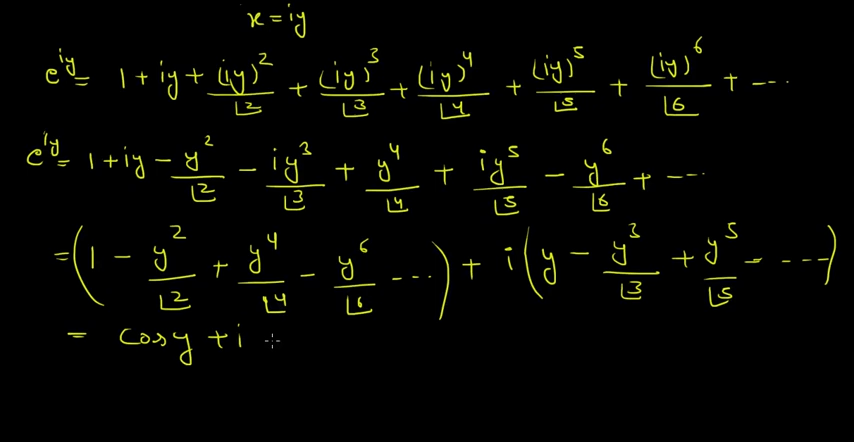 x = iy
e^{iy} = 1 + iy + (iy)^2/⌊2 + (iy)^3/⌊3 + (iy)^4/⌊4 + (iy)^5/⌊5 + (iy)^6/⌊6 + ---
e^{iy} = 1 + iy - y^2/⌊2 - iy^3/⌊3 + y^4/⌊4 + iy^5/⌊5 - y^6/⌊6 + ---
= (1 - y^2/⌊2 + y^4/⌊4 - y^6/⌊6 ---) + i(y - y^3/⌊3 + y^5/⌊5 - ---)
= cosy + i